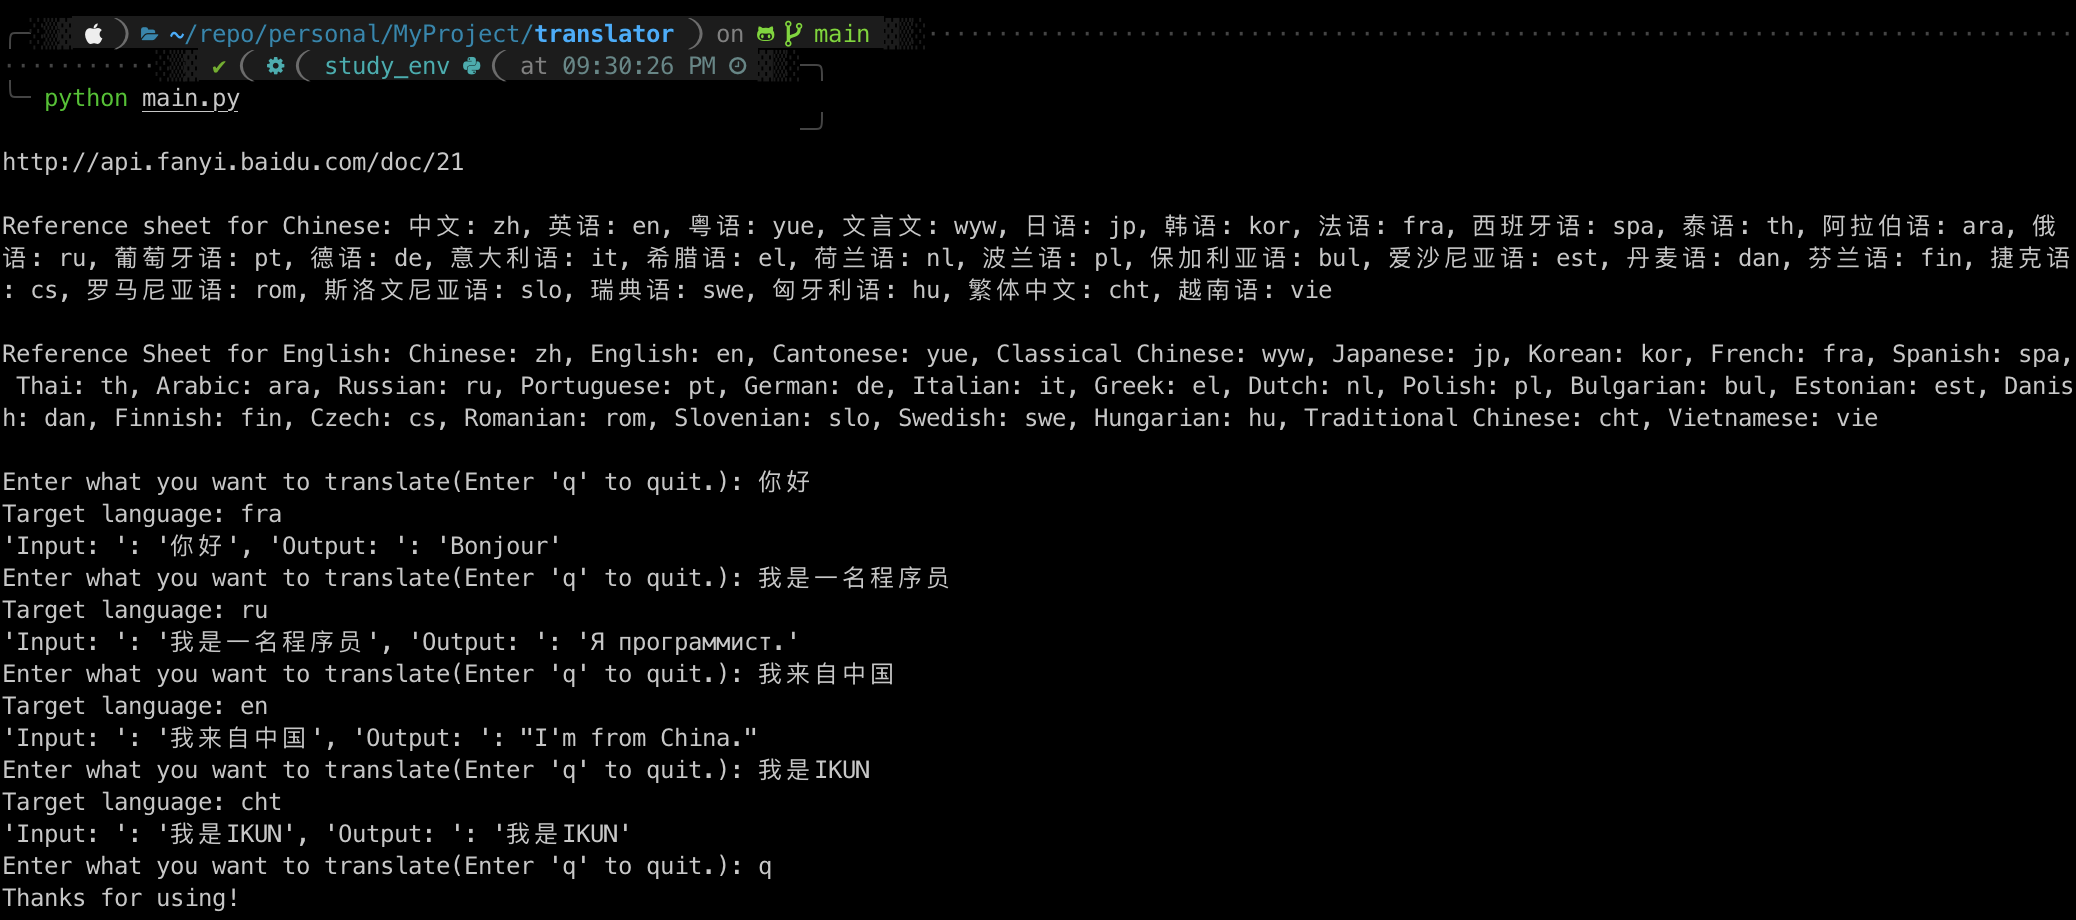 ~/repo/personal/MyProject/translator on main
✔ study_env at 09:30:26 PM
python main.py
http://api.fanyi.baidu.com/doc/21
Reference sheet for Chinese: 中文: zh, 英语: en, 粤语: yue, 文言文: wyw, 日语: jp, 韩语: kor, 法语: fra, 西班牙语: spa, 泰语: th, 阿拉伯语: ara, 俄
语: ru, 葡萄牙语: pt, 德语: de, 意大利语: it, 希腊语: el, 荷兰语: nl, 波兰语: pl, 保加利亚语: bul, 爱沙尼亚语: est, 丹麦语: dan, 芬兰语: fin, 捷克语
: cs, 罗马尼亚语: rom, 斯洛文尼亚语: slo, 瑞典语: swe, 匈牙利语: hu, 繁体中文: cht, 越南语: vie
Reference Sheet for English: Chinese: zh, English: en, Cantonese: yue, Classical Chinese: wyw, Japanese: jp, Korean: kor, French: fra, Spanish: spa,
Thai: th, Arabic: ara, Russian: ru, Portuguese: pt, German: de, Italian: it, Greek: el, Dutch: nl, Polish: pl, Bulgarian: bul, Estonian: est, Danis
h: dan, Finnish: fin, Czech: cs, Romanian: rom, Slovenian: slo, Swedish: swe, Hungarian: hu, Traditional Chinese: cht, Vietnamese: vie
Enter what you want to translate(Enter 'q' to quit.): 你好
Target language: fra
'Input: ': '你好', 'Output: ': 'Bonjour'
Enter what you want to translate(Enter 'q' to quit.): 我是一名程序员
Target language: ru
'Input: ': '我是一名程序员', 'Output: ': 'Я программист.'
Enter what you want to translate(Enter 'q' to quit.): 我来自中国
Target language: en
'Input: ': '我来自中国', 'Output: ': "I'm from China."
Enter what you want to translate(Enter 'q' to quit.): 我是IKUN
Target language: cht
'Input: ': '我是IKUN', 'Output: ': '我是IKUN'
Enter what you want to translate(Enter 'q' to quit.): q
Thanks for using!